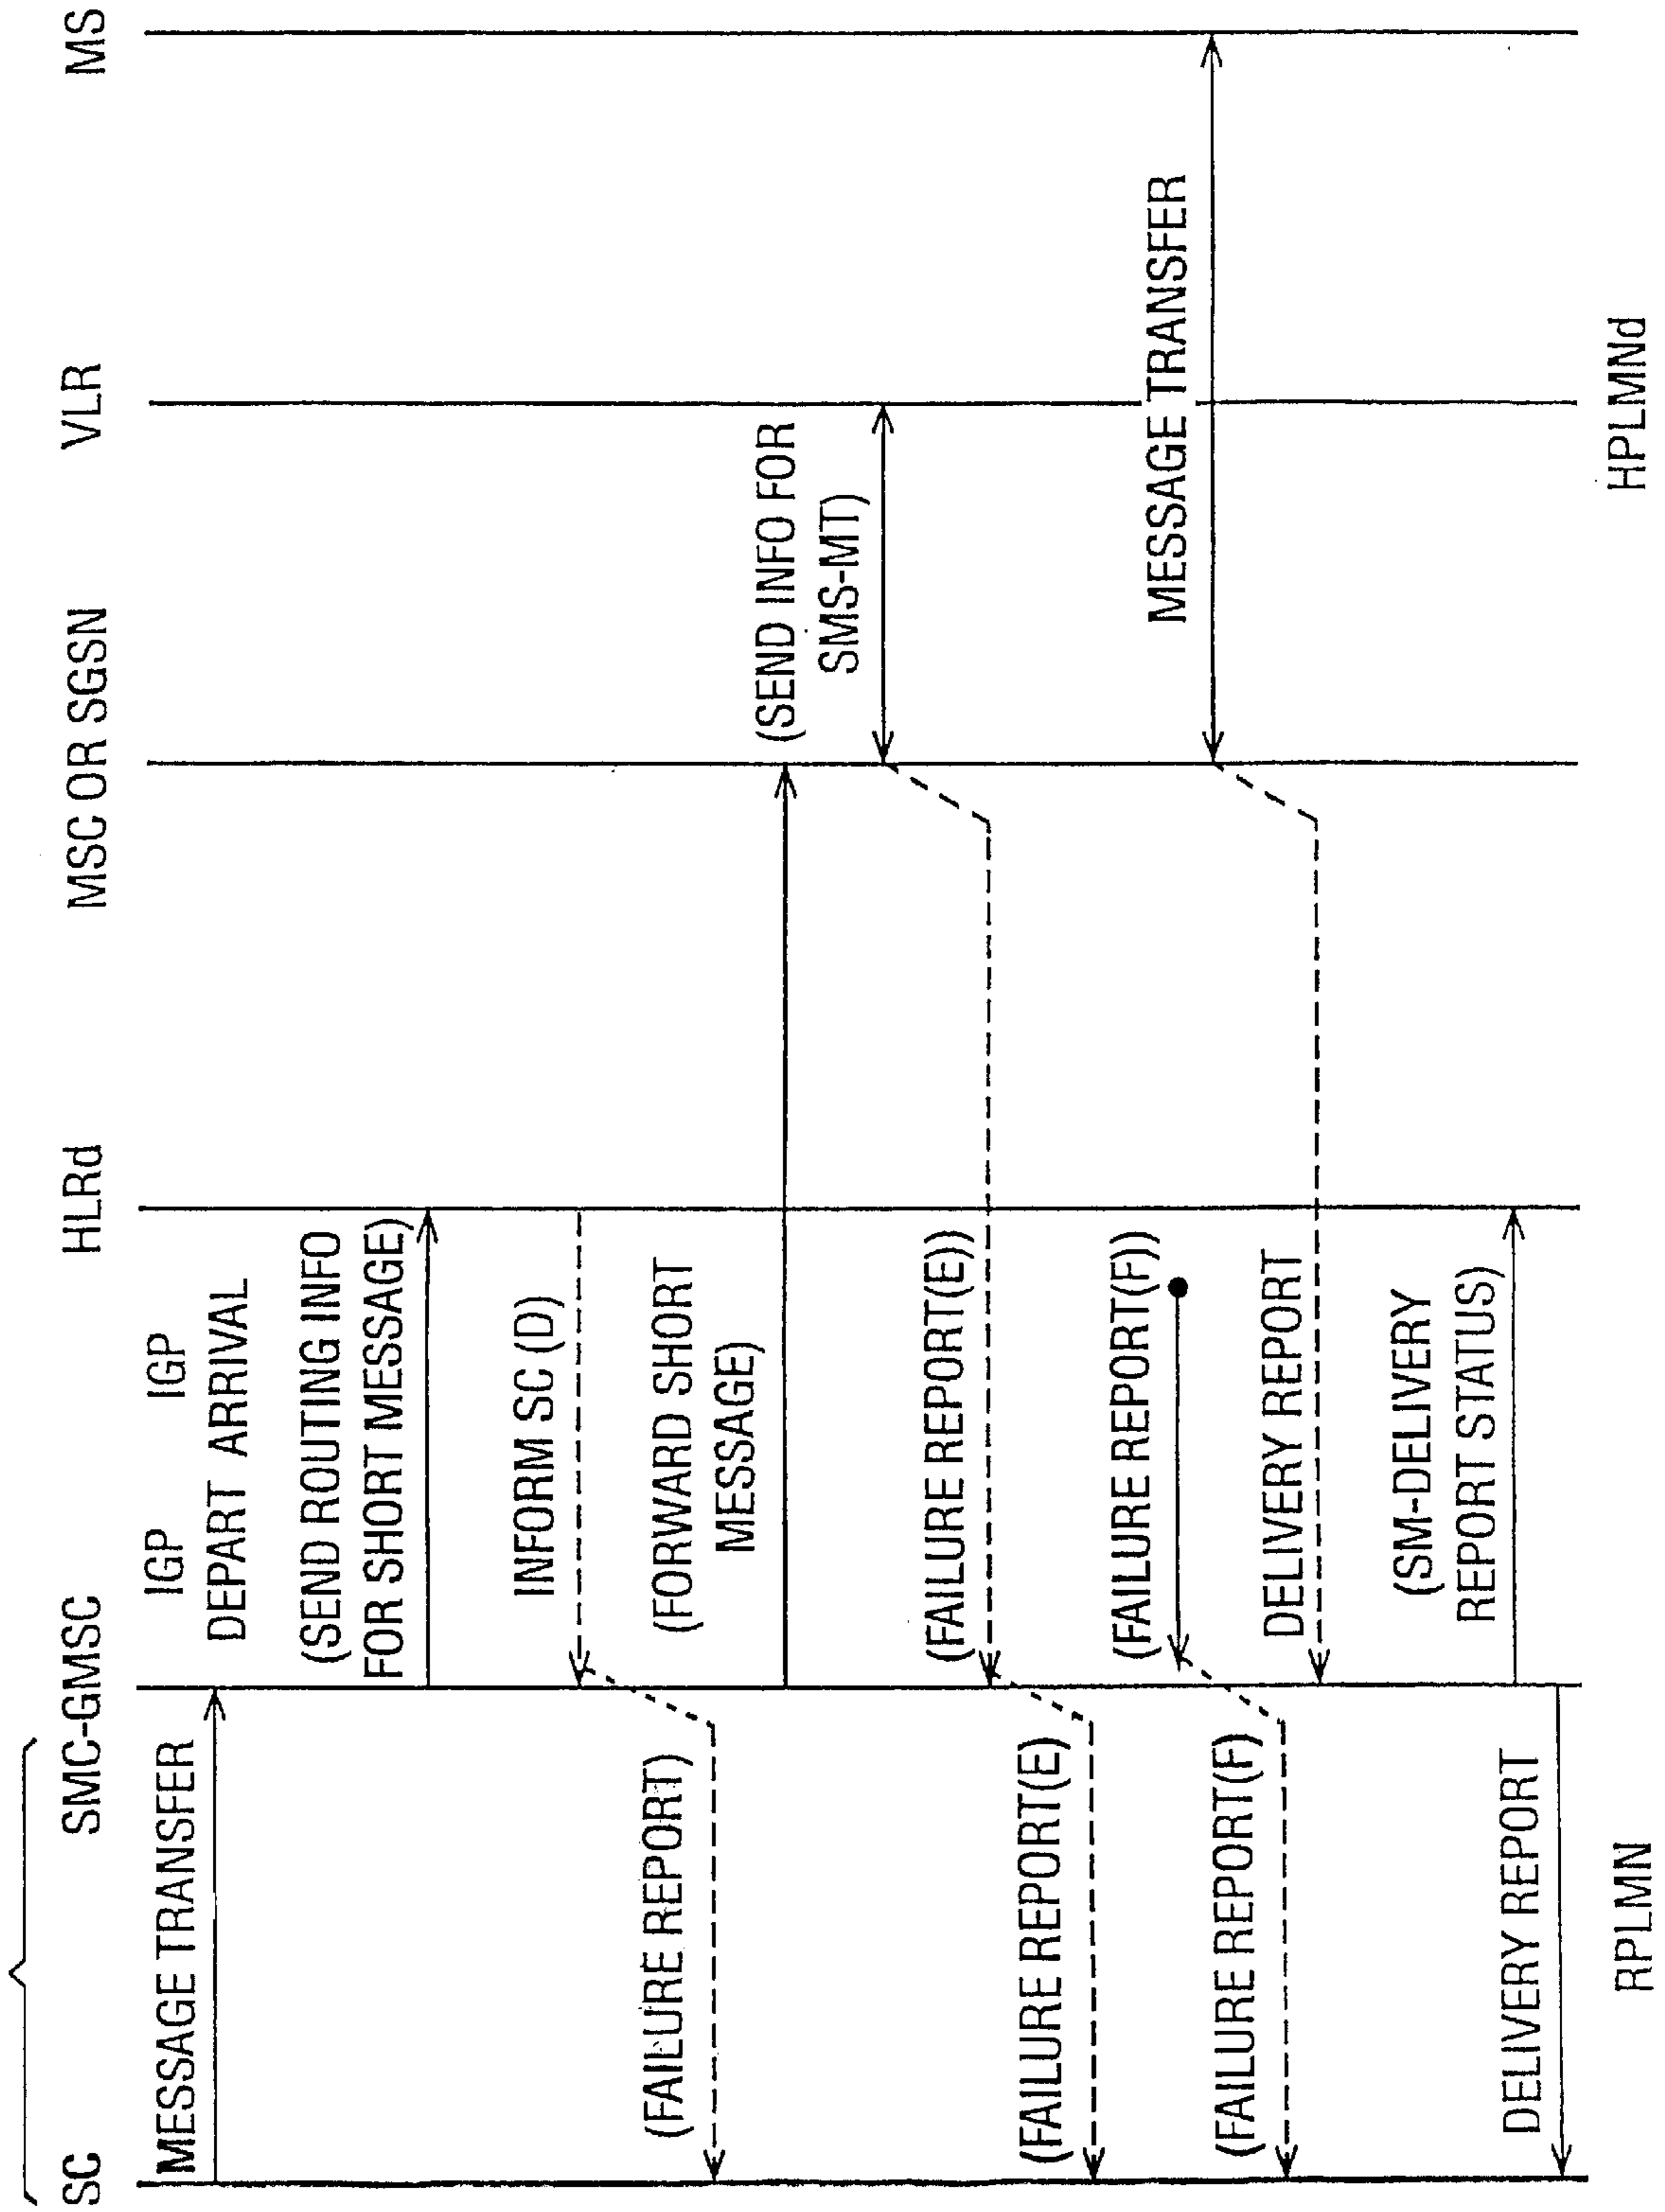 SC
SMC-GMSC
HLRd
MSC OR SGSN
VLR
MS
MESSAGE TRANSFER
IGP
IGP
DEPART ARRIVAL
(SEND ROUTING INFO
FOR SHORT MESSAGE)
INFORM SC (D)
(FAILURE REPORT)
(FORWARD SHORT
MESSAGE)
(SEND INFO FOR
SMS-MT)
(FAILURE REPORT(E))
(FAILURE REPORT(E)
(FAILURE REPORT(F))
(FAILURE REPORT(F)
MESSAGE TRANSFER
DELIVERY REPORT
(SM-DELIVERY
REPORT STATUS)
DELIVERY REPORT
RPLMN
HPLMNd